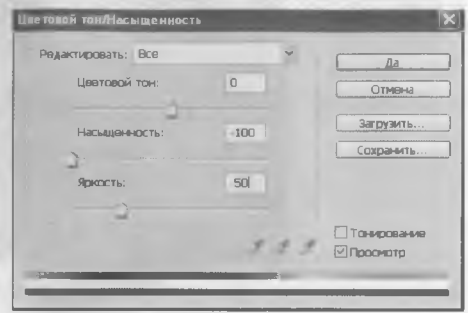 Цветовой тон/Насыщенность
Редактировать: Все
Цветовой тон: 0
Насыщенность: -100
Яркость: 50
Да
Отмена
Загрузить...
Сохранить...
Тонирование
Просмотр